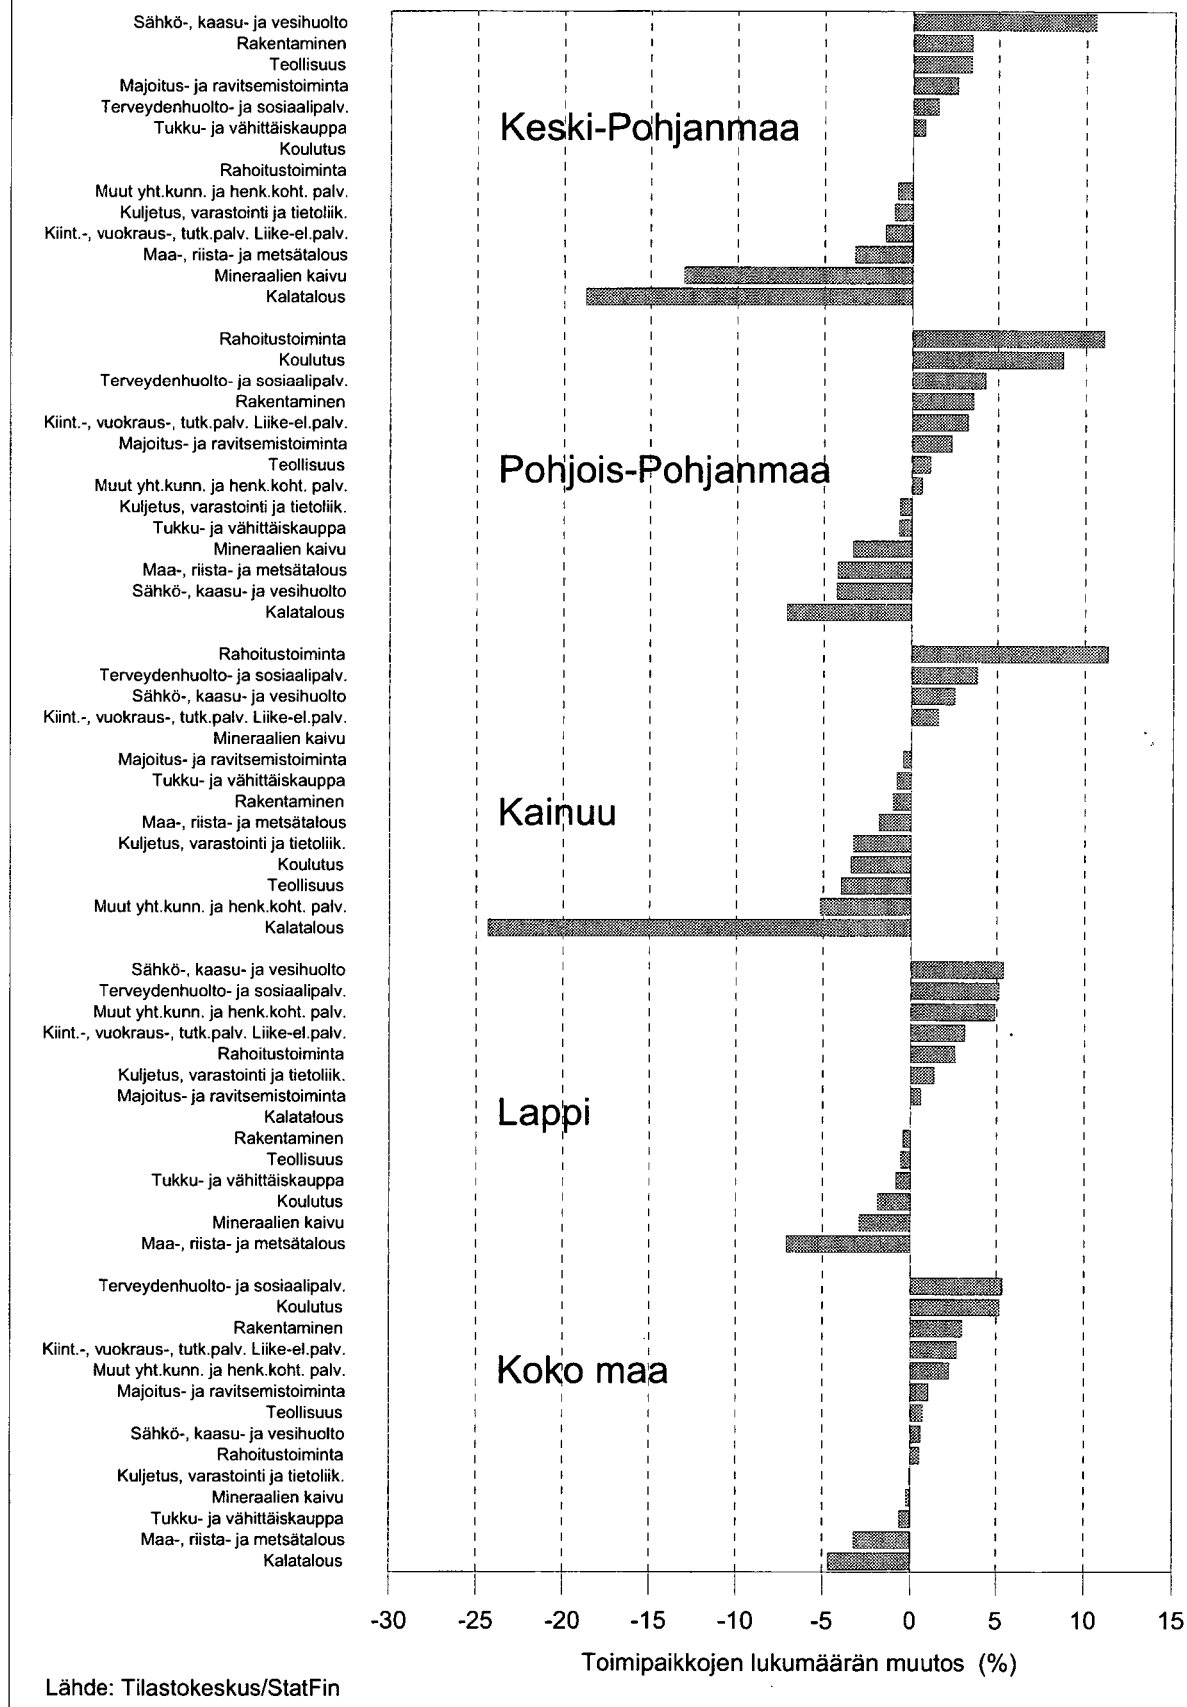 Sähkö-, kaasu- ja vesihuolto
Rakentaminen
Teollisuus
Majoitus- ja ravitsemistoiminta
Terveydenhuolto- ja sosiaalipalv.
Tukku- ja vähittäiskauppa
Keski-Pohjanmaa
Koulutus
Rahoitustoiminta
Muut yht.kunn. ja henk.koht. palv.
Kuljetus, varastointi ja tietoliik.
Kiint.-, vuokraus-, tutk.palv. Liike-el.palv.
Maa-, riista- ja metsätalous
Mineraalien kaivu
Kalatalous
Rahoitustoiminta
Koulutus
Terveydenhuolto- ja sosiaalipalv.
Rakentaminen
Kiint.-, vuokraus-, tutk.palv. Liike-el.palv.
Majoitus- ja ravitsemistoiminta
Teollisuus
Pohjois-Pohjanmaa
Muut yht.kunn. ja henk.koht. palv.
Kuljetus, varastointi ja tietoliik.
Tukku- ja vähittäiskauppa
Mineraalien kaivu
Maa-, riista- ja metsätalous
Sähkö-, kaasu- ja vesihuolto
Kalatalous
Rahoitustoiminta
Terveydenhuolto- ja sosiaalipalv.
Sähkö-, kaasu- ja vesihuolto
Kiint.-, vuokraus-, tutk.palv. Liike-el.palv.
Mineraalien kaivu
Majoitus- ja ravitsemistoiminta
Tukku- ja vähittäiskauppa
Rakentaminen
Kainuu
Maa-, riista- ja metsätalous
Kuljetus, varastointi ja tietoliik.
Koulutus
Teollisuus
Muut yht.kunn. ja henk.koht. palv.
Kalatalous
Sähkö-, kaasu- ja vesihuolto
Terveydenhuolto- ja sosiaalipalv.
Muut yht.kunn. ja henk.koht. palv.
Kiint.-, vuokraus-, tutk.palv. Liike-el.palv.
Rahoitustoiminta
Kuljetus, varastointi ja tietoliik.
Majoitus- ja ravitsemistoiminta
Lappi
Kalatalous
Rakentaminen
Teollisuus
Tukku- ja vähittäiskauppa
Koulutus
Mineraalien kaivu
Maa-, riista- ja metsätalous
Terveydenhuolto- ja sosiaalipalv.
Koulutus
Rakentaminen
Kiint.-, vuokraus-, tutk.palv. Liike-el.palv.
Muut yht.kunn. ja henk.koht. palv.
Koko maa
Majoitus- ja ravitsemistoiminta
Teollisuus
Sähkö-, kaasu- ja vesihuolto
Rahoitustoiminta
Kuljetus, varastointi ja tietoliik.
Mineraalien kaivu
Tukku- ja vähittäiskauppa
Maa-, riista- ja metsätalous
Kalatalous
-30 -25 -20 -15 -10 -5 0 5 10 15
Toimipaikkojen lukumäärän muutos (%)
Lähde: Tilastokeskus/StatFin